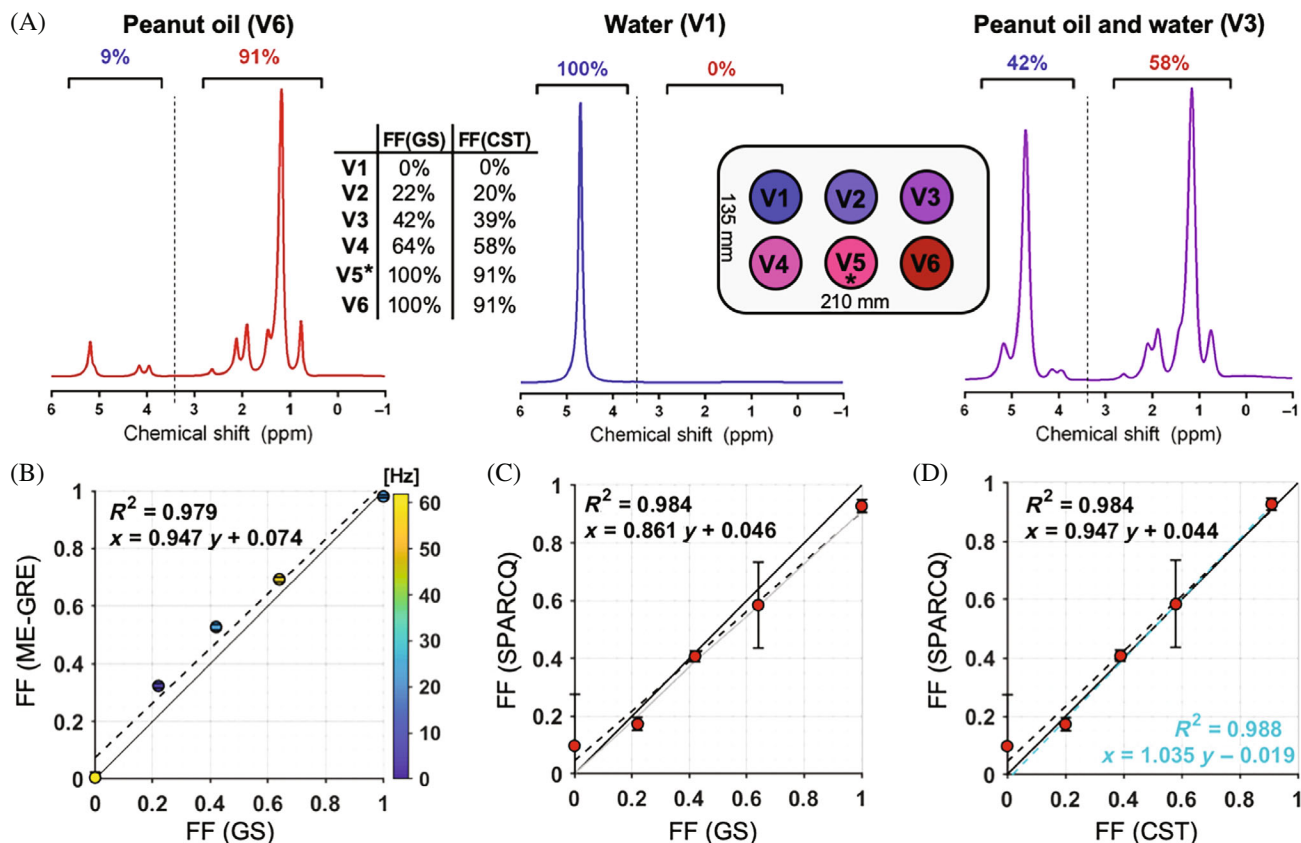 (A)
Peanut oil (V6)
9% 91%
6 5 4 3 2 1 0 –1
Chemical shift (ppm)
FF(GS) FF(CST)
V1 0% 0%
V2 22% 20%
V3 42% 39%
V4 64% 58%
V5* 100% 91%
V6 100% 91%
Water (V1)
100% 0%
6 5 4 3 2 1 0 –1
Chemical shift (ppm)
V1 V2 V3
V4 V5 V6
*
135 mm
210 mm
Peanut oil and water (V3)
42% 58%
6 5 4 3 2 1 0 –1
Chemical shift (ppm)
(B)
R² = 0.979
x = 0.947 y + 0.074
FF (ME-GRE)
1
0.8
0.6
0.4
0.2
0
0 0.2 0.4 0.6 0.8 1
FF (GS)
[Hz]
60
50
40
30
20
10
0
(C)
R² = 0.984
x = 0.861 y + 0.046
FF (SPARCQ)
1
0.8
0.6
0.4
0.2
0
0 0.2 0.4 0.6 0.8 1
FF (GS)
(D)
R² = 0.984
x = 0.947 y + 0.044
FF (SPARCQ)
1
0.8
0.6
0.4
0.2
0
R² = 0.988
x = 1.035 y – 0.019
0 0.2 0.4 0.6 0.8 1
FF (CST)